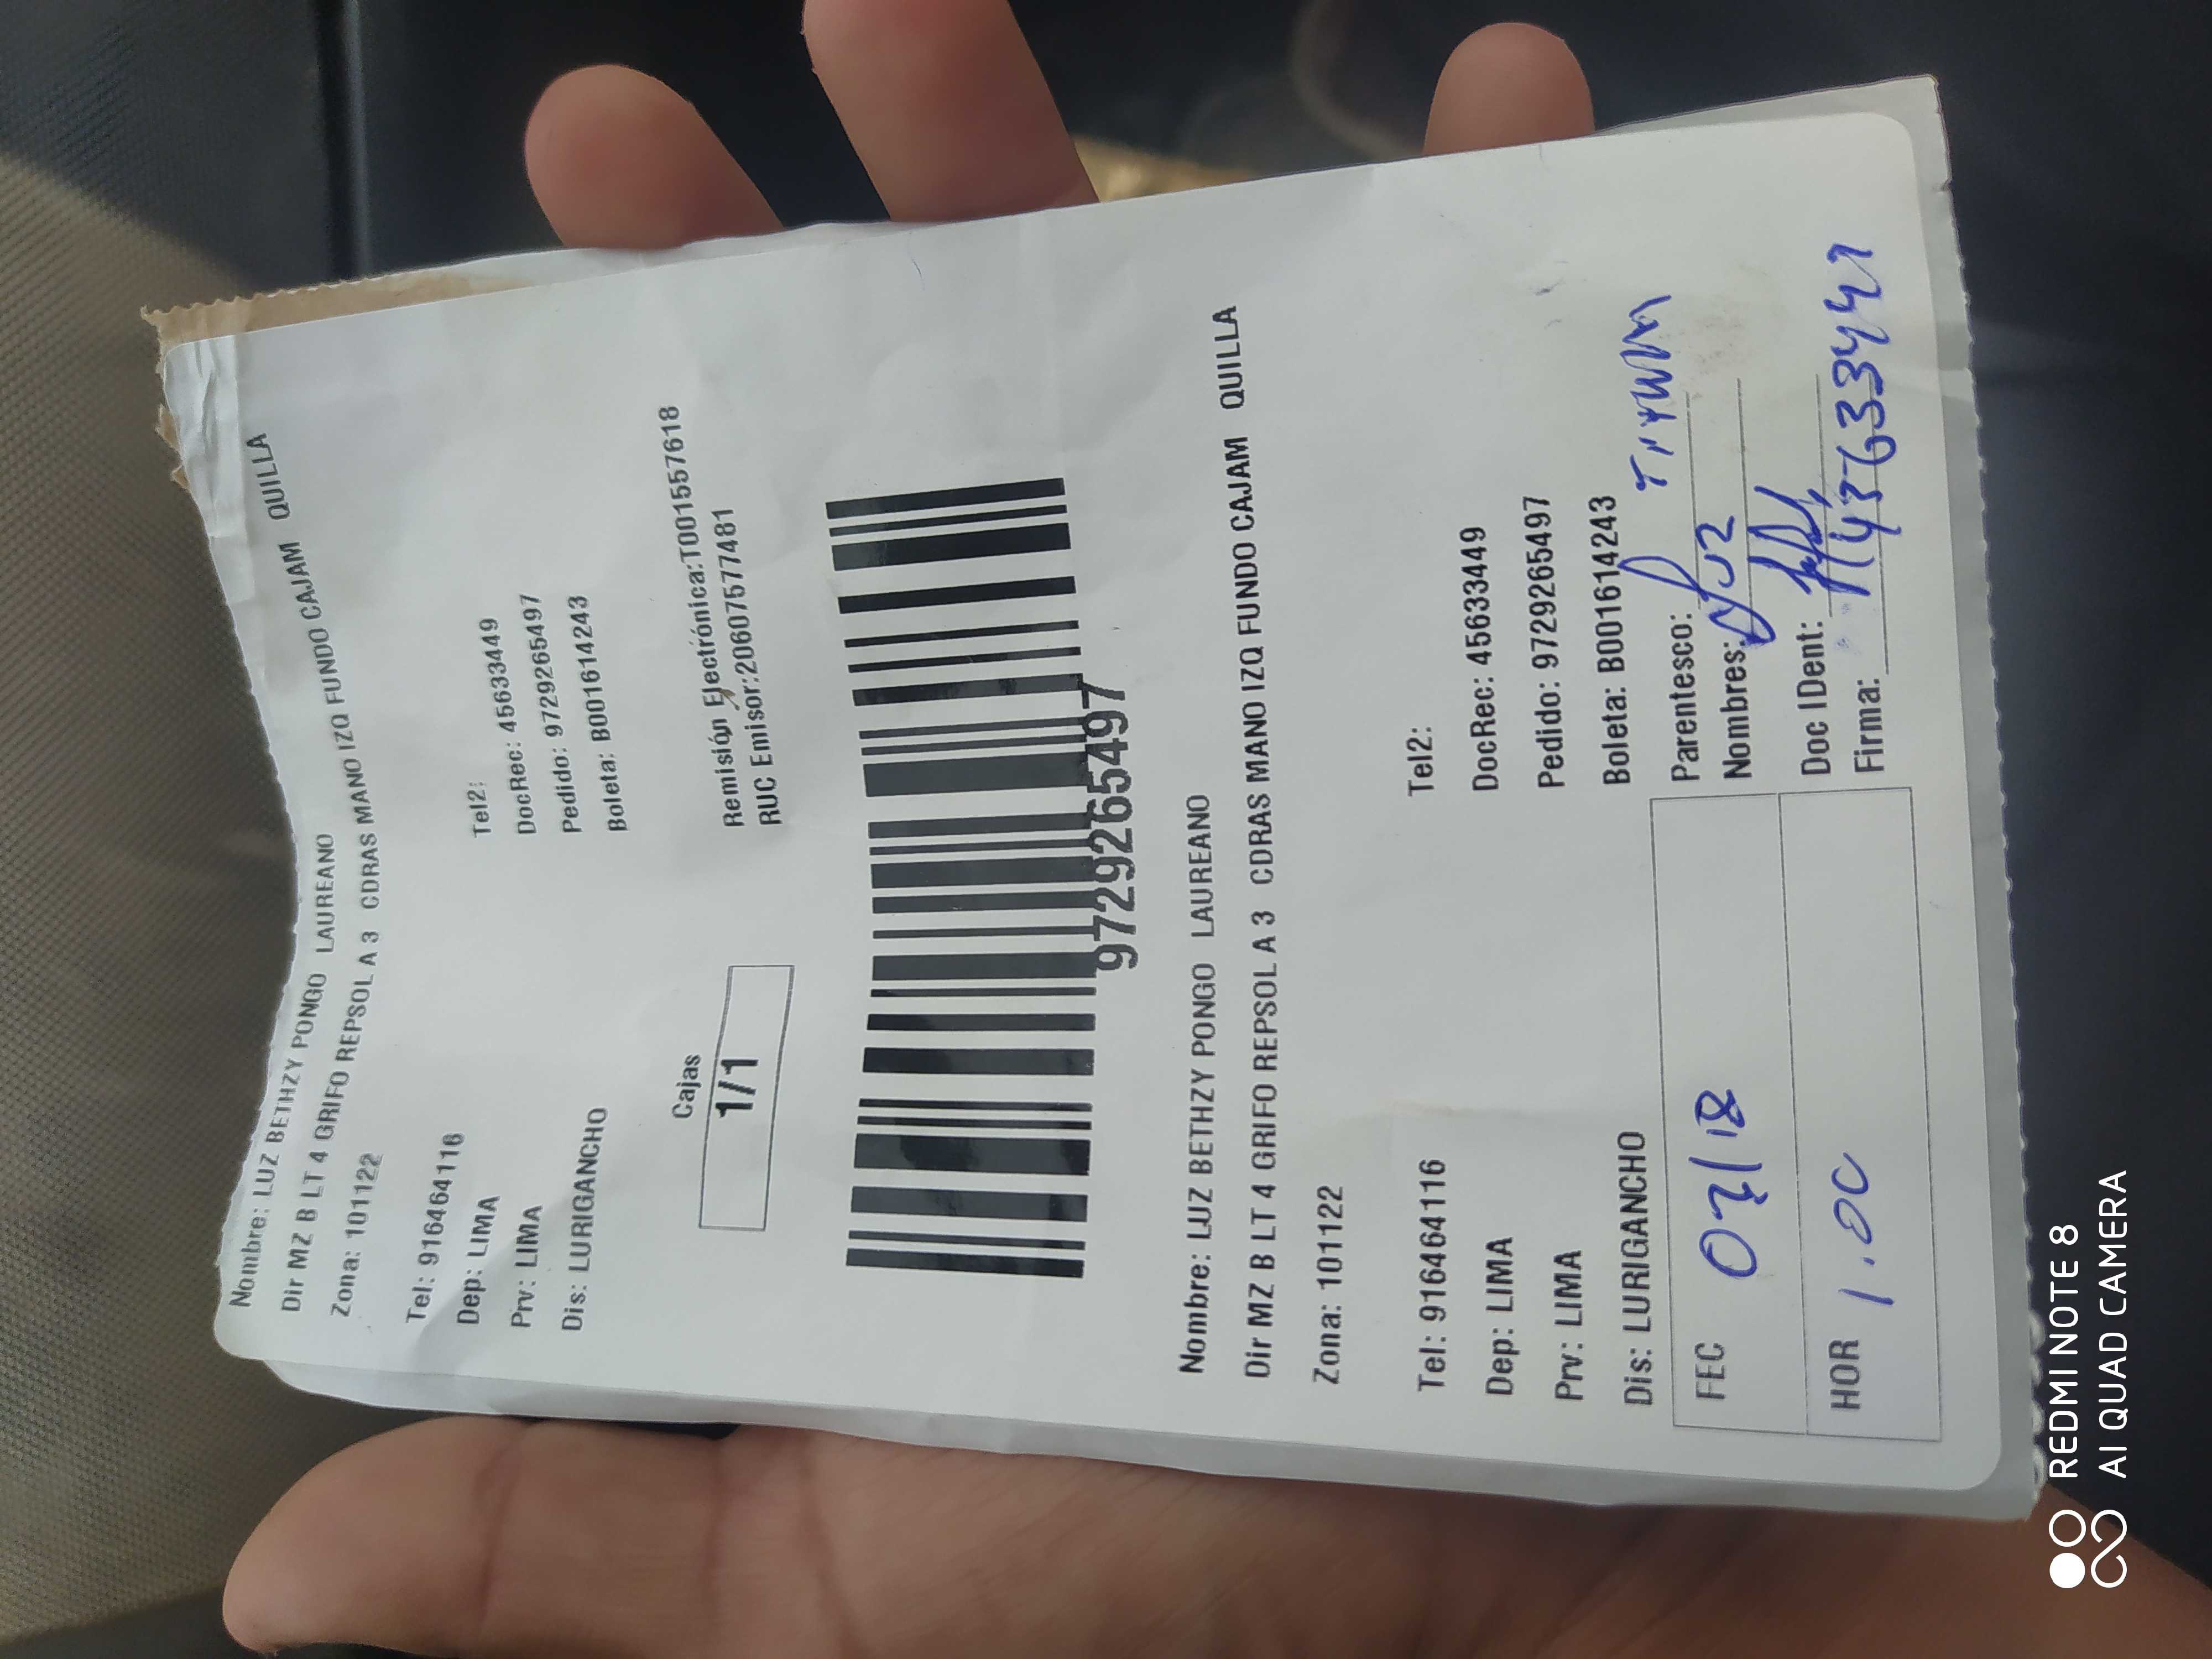 Nombre: LUZ BETHZY PONGO LAUREANO
Dir MZ B LT 4 GRIFO REPSOL A 3 CDRAS MANO IZQ FUNDO CAJAM QUILLA
Zona: 101122
Tel: 916464116 Tel2:
Dep: LIMA DocRec: 45633449
Prv: LIMA Pedido: 9729265497
Dis: LURIGANCHO Boleta: B001614243
Cajas
1/1
Remisión Electrónica:T001557618
RUC Emisor:20607577481
9729265497
Nombre: LUZ BETHZY PONGO LAUREANO
Dir MZ B LT 4 GRIFO REPSOL A 3 CDRAS MANO IZQ FUNDO CAJAM QUILLA
Zona: 101122
Tel: 916464116 Tel2:
Dep: LIMA DocRec: 45633449
Prv: LIMA Pedido: 9729265497
Dis: LURIGANCHO Boleta: B001614243
FEC 07/18 Parentesco:
Nombres:
HOR 1.00 Doc IDent:
Firma:
REDMI NOTE 8
AI QUAD CAMERA